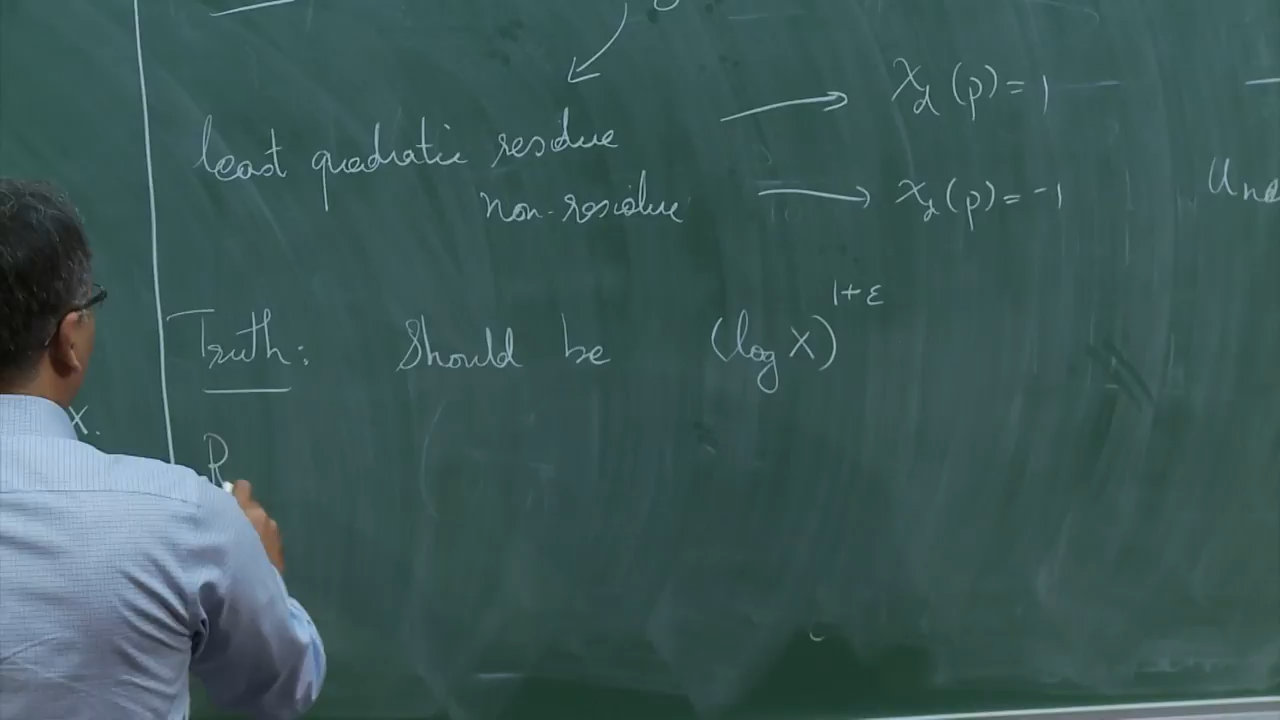 least quadratic residue ⟶ χ_d(p) = 1
non-residue ⟶ χ_d(p) = -1
Truth: Should be (log X)^{1+ε}
X.
R